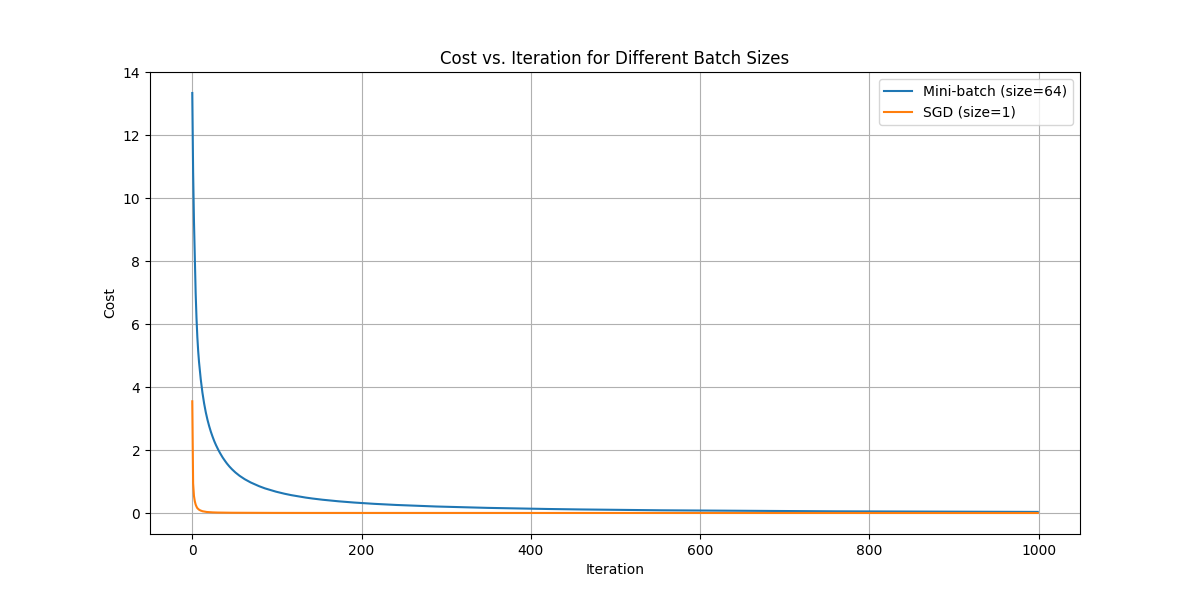 Cost vs. Iteration for Different Batch Sizes
Mini-batch (size=64)
SGD (size=1)
Cost
14
12
10
8
6
4
2
0
0 200 400 600 800 1000
Iteration